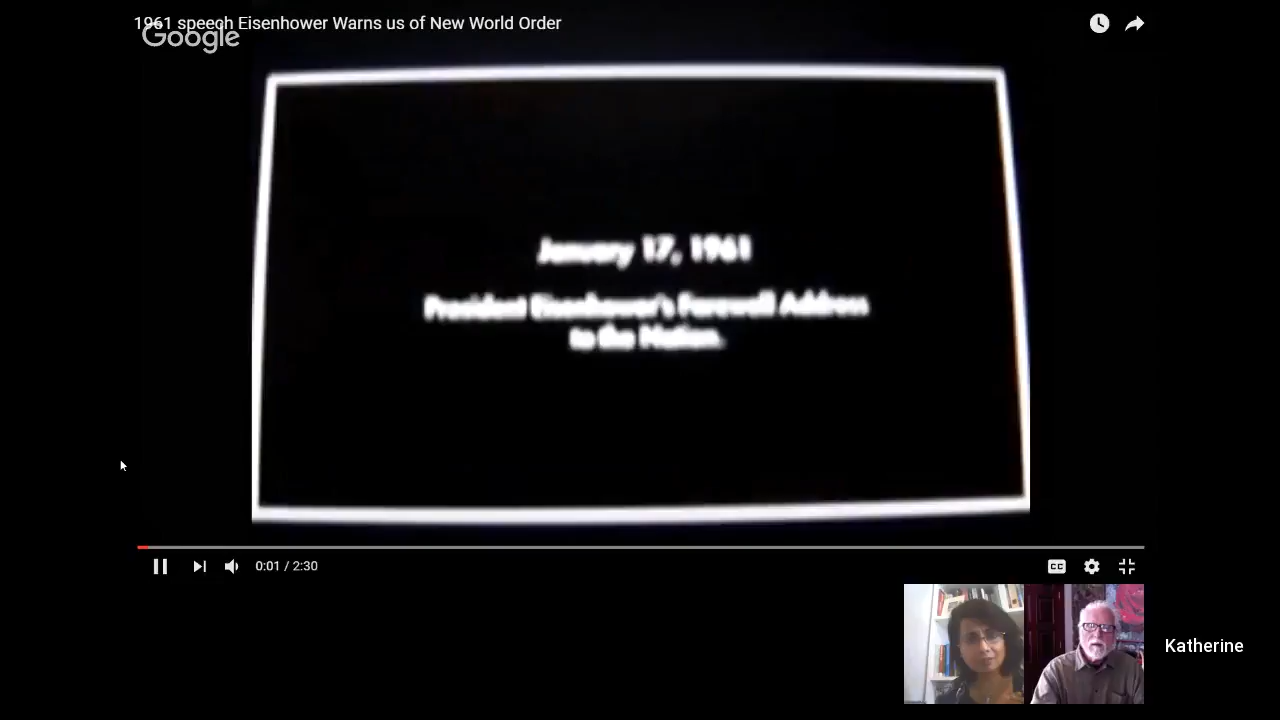 1961 speech Eisenhower Warns us of New World Order
Google
January 17, 1961
President Eisenhower's Farewell Address
to the Nation.
0:01 / 2:30
CC
Katherine